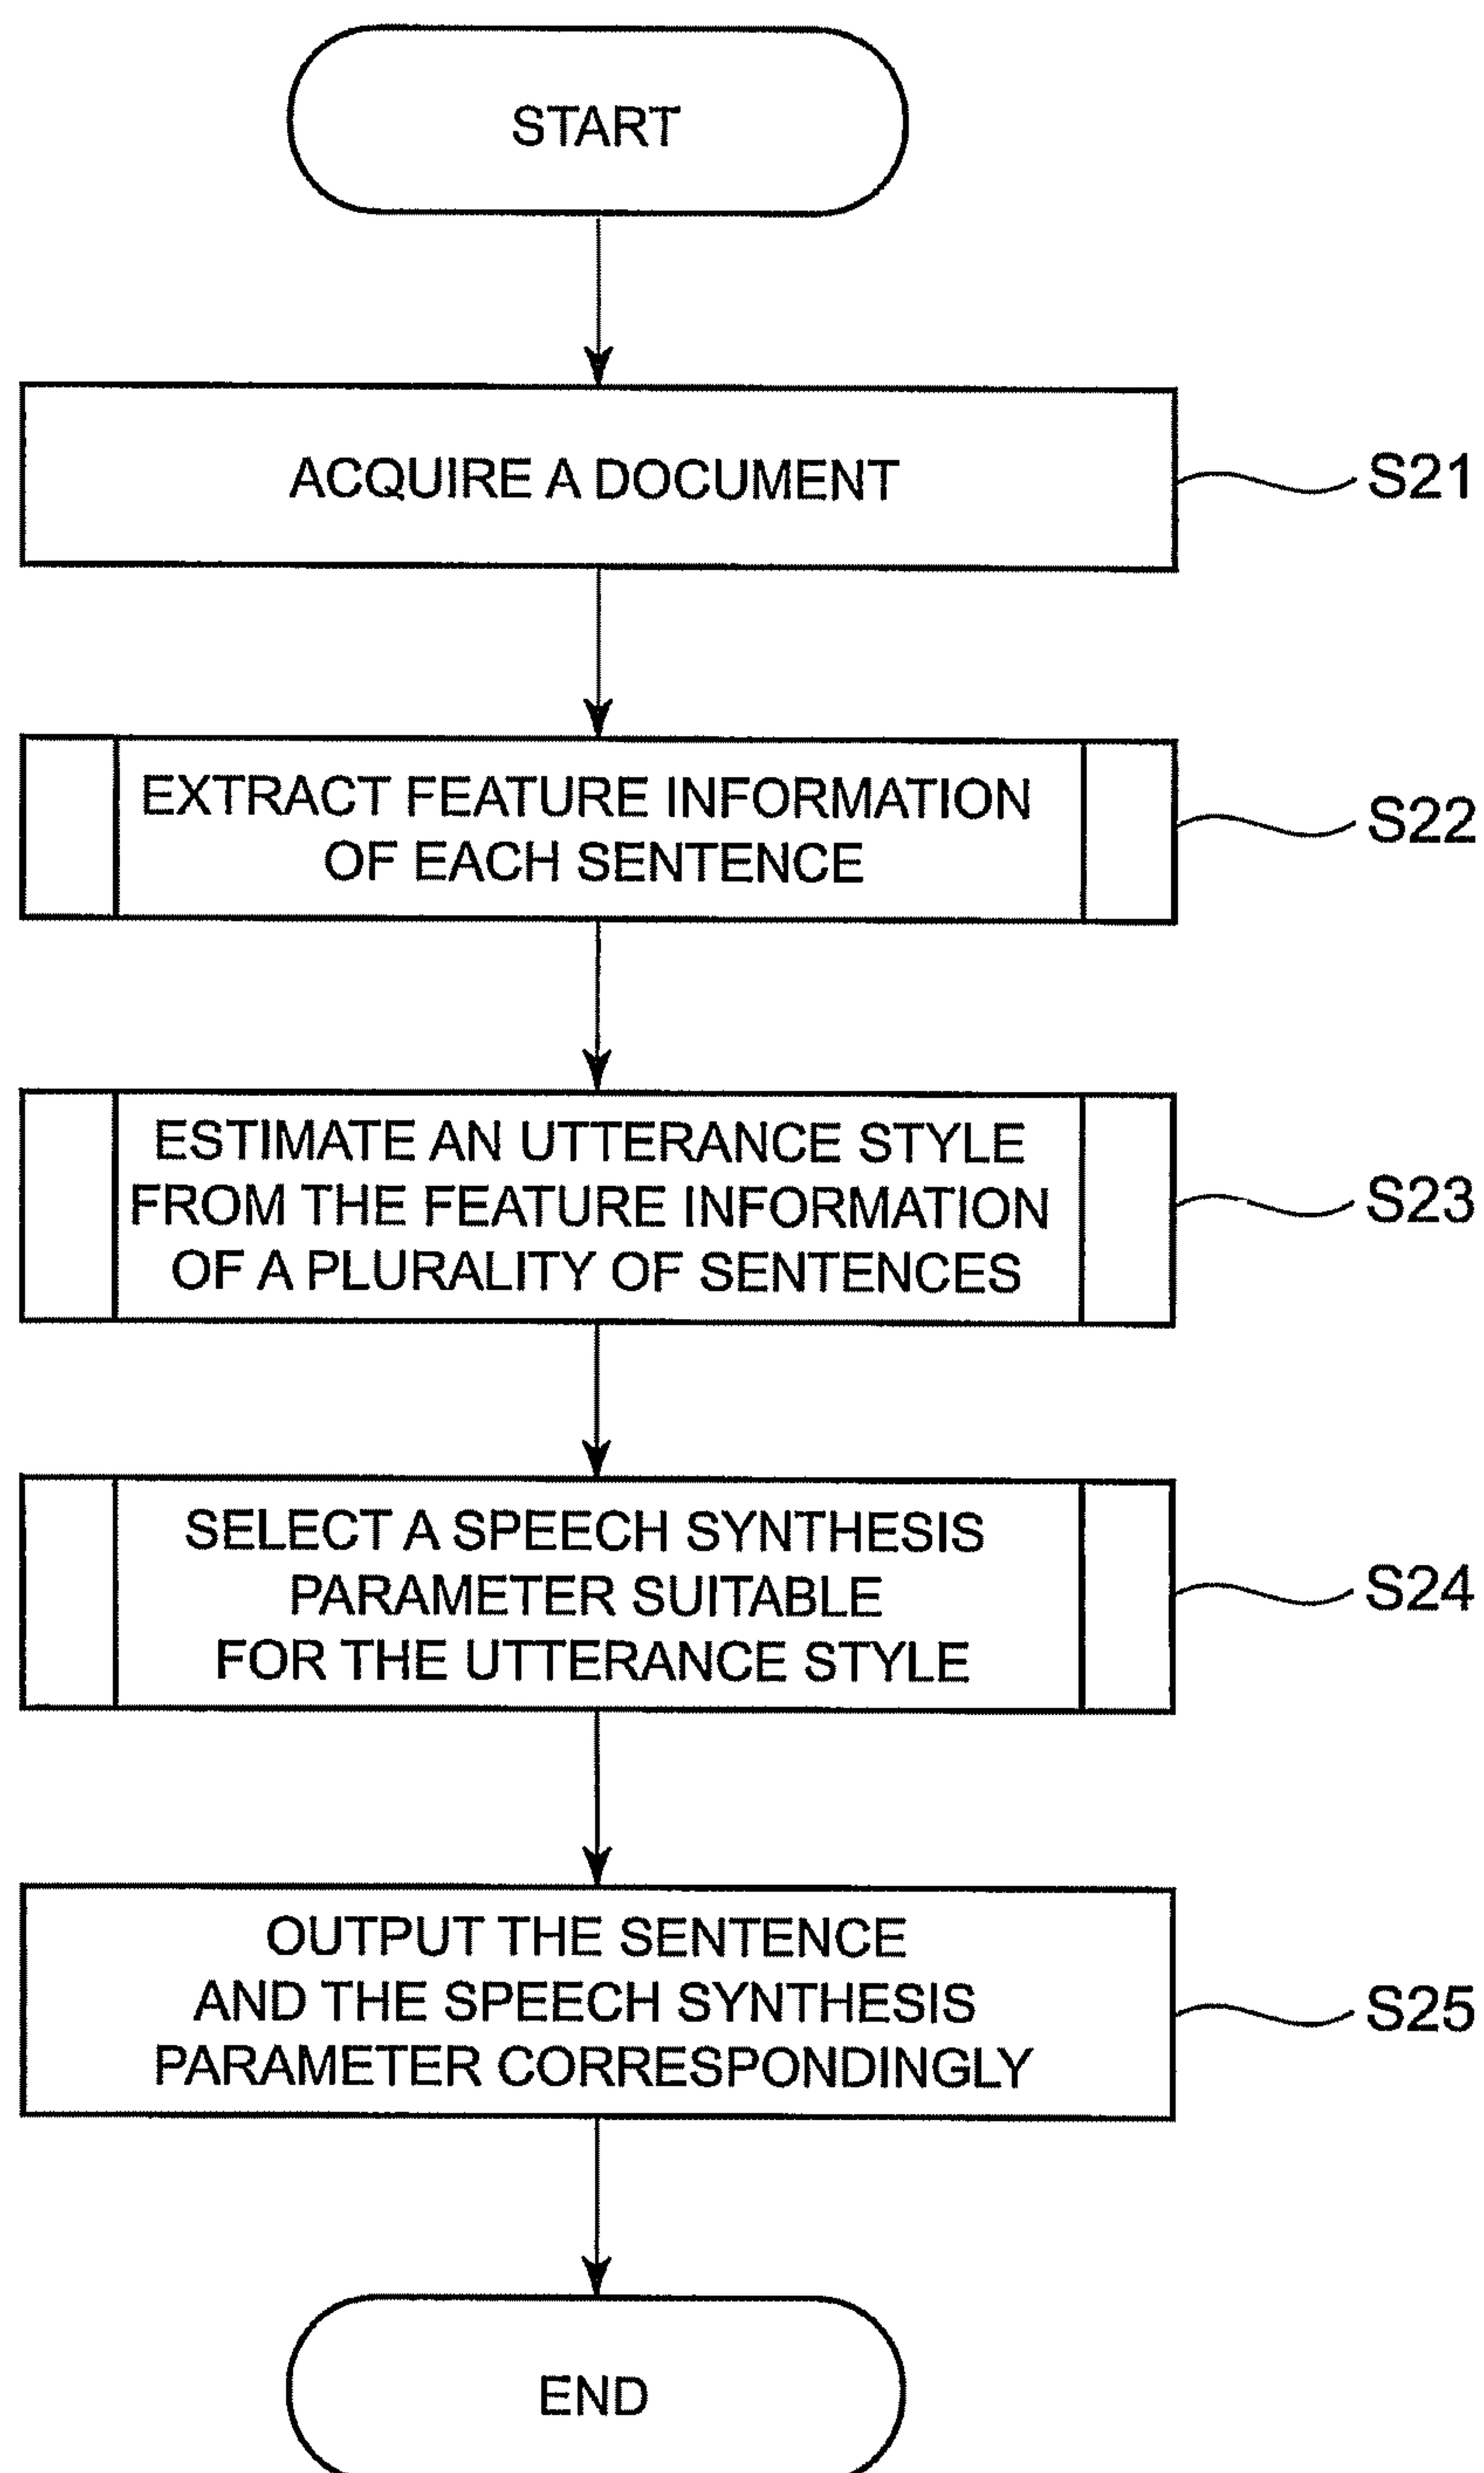 START
ACQUIRE A DOCUMENT
S21
EXTRACT FEATURE INFORMATION
OF EACH SENTENCE
S22
ESTIMATE AN UTTERANCE STYLE
FROM THE FEATURE INFORMATION
OF A PLURALITY OF SENTENCES
S23
SELECT A SPEECH SYNTHESIS
PARAMETER SUITABLE
FOR THE UTTERANCE STYLE
S24
OUTPUT THE SENTENCE
AND THE SPEECH SYNTHESIS
PARAMETER CORRESPONDINGLY
S25
END